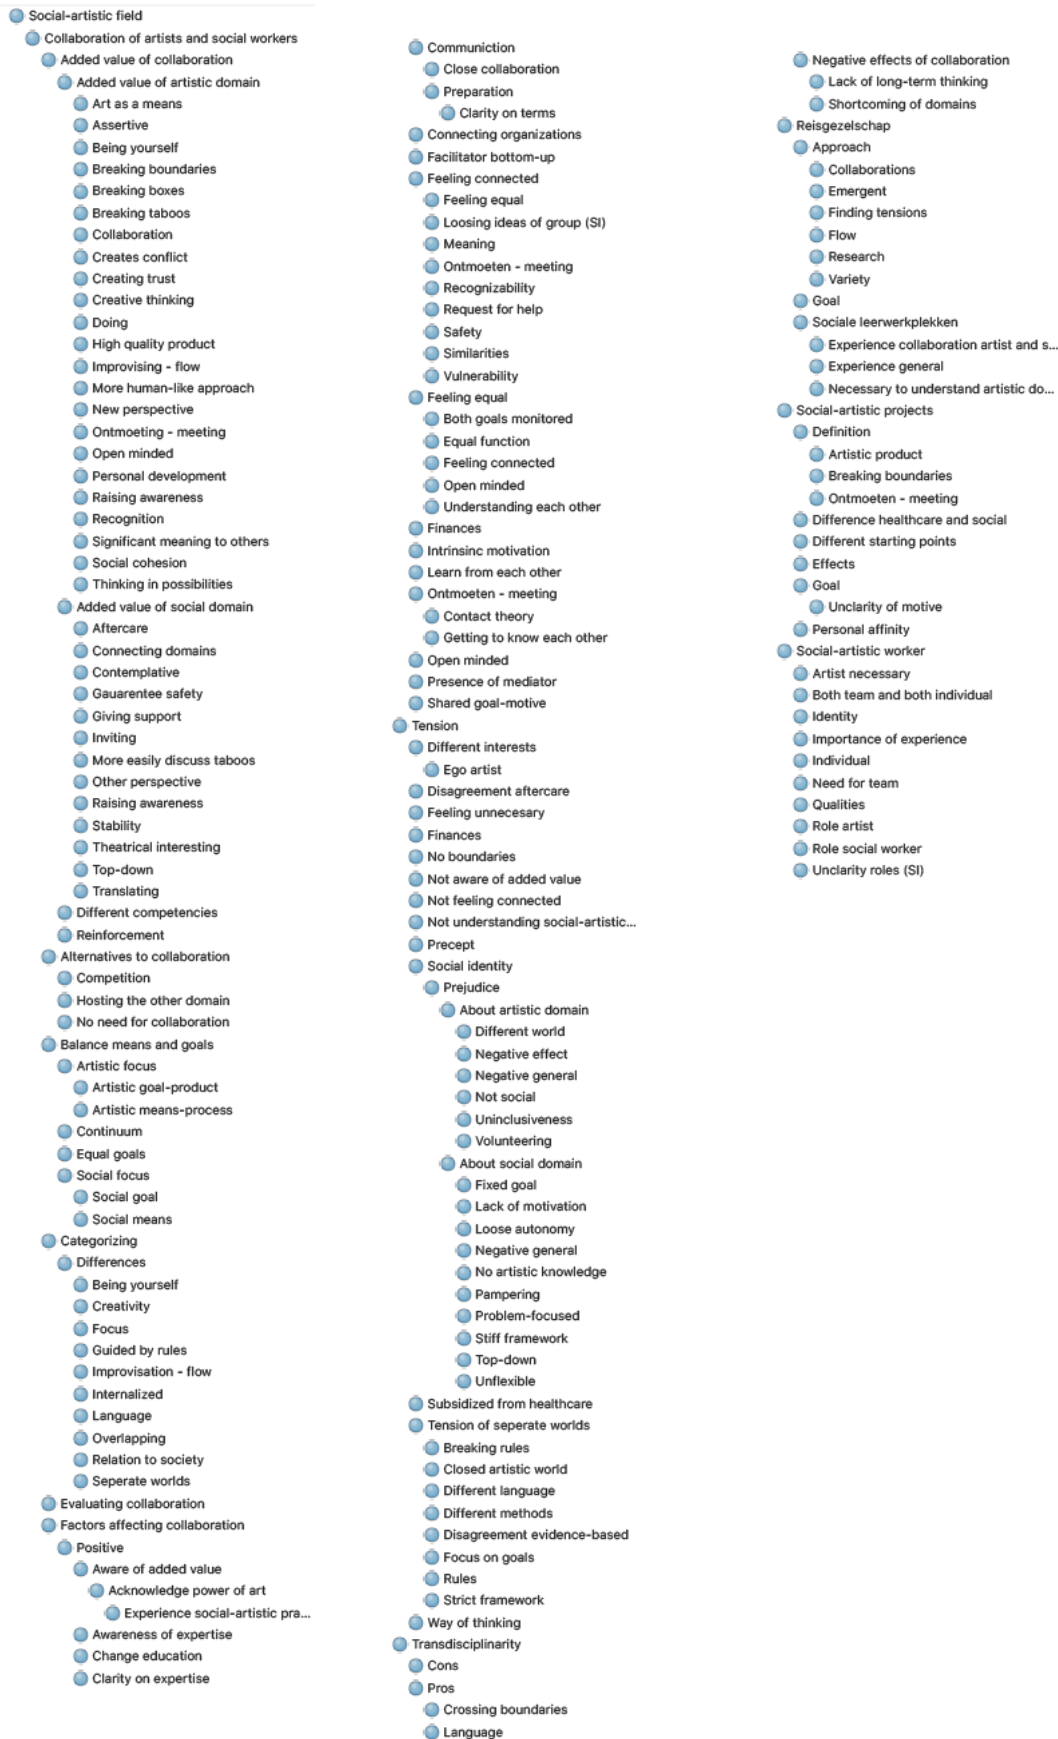 Social-artistic field
Collaboration of artists and social workers
Added value of collaboration
Added value of artistic domain
Art as a means
Assertive
Being yourself
Breaking boundaries
Breaking boxes
Breaking taboos
Collaboration
Creates conflict
Creating trust
Creative thinking
Doing
High quality product
Improvising - flow
More human-like approach
New perspective
Ontmoeting - meeting
Open minded
Personal development
Raising awareness
Recognition
Significant meaning to others
Social cohesion
Thinking in possibilities
Added value of social domain
Aftercare
Connecting domains
Contemplative
Gauarentee safety
Giving support
Inviting
More easily discuss taboos
Other perspective
Raising awareness
Stability
Theatrical interesting
Top-down
Translating
Different competencies
Reinforcement
Alternatives to collaboration
Competition
Hosting the other domain
No need for collaboration
Balance means and goals
Artistic focus
Artistic goal-product
Artistic means-process
Continuum
Equal goals
Social focus
Social goal
Social means
Categorizing
Differences
Being yourself
Creativity
Focus
Guided by rules
Improvisation - flow
Internalized
Language
Overlapping
Relation to society
Seperate worlds
Evaluating collaboration
Factors affecting collaboration
Positive
Aware of added value
Acknowledge power of art
Experience social-artistic pra...
Awareness of expertise
Change education
Clarity on expertise
Communiction
Close collaboration
Preparation
Clarity on terms
Connecting organizations
Facilitator bottom-up
Feeling connected
Feeling equal
Loosing ideas of group (SI)
Meaning
Ontmoeten - meeting
Recognizability
Request for help
Safety
Similarities
Vulnerability
Feeling equal
Both goals monitored
Equal function
Feeling connected
Open minded
Understanding each other
Finances
Intrinsinc motivation
Learn from each other
Ontmoeten - meeting
Contact theory
Getting to know each other
Open minded
Presence of mediator
Shared goal-motive
Tension
Different interests
Ego artist
Disagreement aftercare
Feeling unnecesary
Finances
No boundaries
Not aware of added value
Not feeling connected
Not understanding social-artistic...
Precept
Social identity
Prejudice
About artistic domain
Different world
Negative effect
Negative general
Not social
Uninclusiveness
Volunteering
About social domain
Fixed goal
Lack of motivation
Loose autonomy
Negative general
No artistic knowledge
Pampering
Problem-focused
Stiff framework
Top-down
Unflexible
Subsidized from healthcare
Tension of seperate worlds
Breaking rules
Closed artistic world
Different language
Different methods
Disagreement evidence-based
Focus on goals
Rules
Strict framework
Way of thinking
Transdisciplinarity
Cons
Pros
Crossing boundaries
Language
Negative effects of collaboration
Lack of long-term thinking
Shortcoming of domains
Reisgezelschap
Approach
Collaborations
Emergent
Finding tensions
Flow
Research
Variety
Goal
Sociale leerwerkplekken
Experience collaboration artist and s...
Experience general
Necessary to understand artistic do...
Social-artistic projects
Definition
Artistic product
Breaking boundaries
Ontmoeten - meeting
Difference healthcare and social
Different starting points
Effects
Goal
Unclarity of motive
Personal affinity
Social-artistic worker
Artist necessary
Both team and both individual
Identity
Importance of experience
Individual
Need for team
Qualities
Role artist
Role social worker
Unclarity roles (SI)